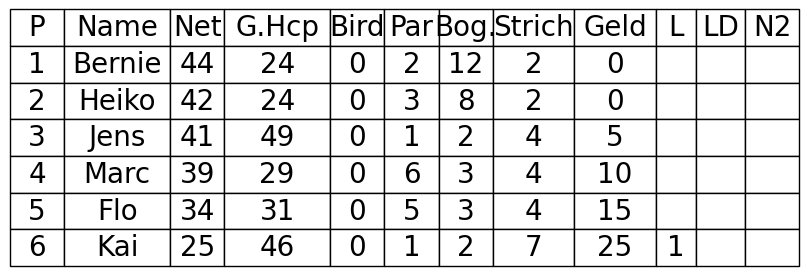 P Name Net G.Hcp Bird Par Bog. Strich Geld L LD N2
1 Bernie 44 24 0 2 12 2 0
2 Heiko 42 24 0 3 8 2 0
3 Jens 41 49 0 1 2 4 5
4 Marc 39 29 0 6 3 4 10
5 Flo 34 31 0 5 3 4 15
6 Kai 25 46 0 1 2 7 25 1